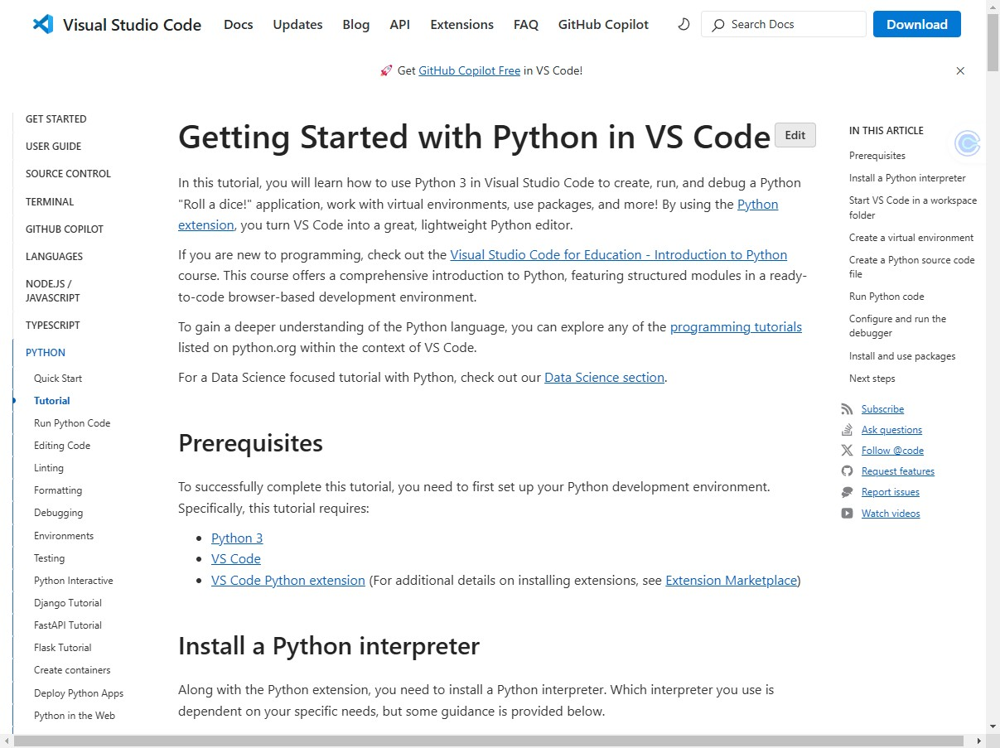 Visual Studio Code
Docs
Updates
Blog
API
Extensions
FAQ
GitHub Copilot
Search Docs
Download
🚀 Get GitHub Copilot Free in VS Code!
GET STARTED
USER GUIDE
SOURCE CONTROL
TERMINAL
GITHUB COPILOT
LANGUAGES
NODE.JS /
JAVASCRIPT
TYPESCRIPT
PYTHON
Quick Start
Tutorial
Run Python Code
Editing Code
Linting
Formatting
Debugging
Environments
Testing
Python Interactive
Django Tutorial
FastAPI Tutorial
Flask Tutorial
Create containers
Deploy Python Apps
Python in the Web
Getting Started with Python in VS Code
Edit
In this tutorial, you will learn how to use Python 3 in Visual Studio Code to create, run, and debug a Python
"Roll a dice!" application, work with virtual environments, use packages, and more! By using the Python
extension, you turn VS Code into a great, lightweight Python editor.
If you are new to programming, check out the Visual Studio Code for Education - Introduction to Python
course. This course offers a comprehensive introduction to Python, featuring structured modules in a ready-
to-code browser-based development environment.
To gain a deeper understanding of the Python language, you can explore any of the programming tutorials
listed on python.org within the context of VS Code.
For a Data Science focused tutorial with Python, check out our Data Science section.
Prerequisites
To successfully complete this tutorial, you need to first set up your Python development environment.
Specifically, this tutorial requires:
• Python 3
• VS Code
• VS Code Python extension (For additional details on installing extensions, see Extension Marketplace)
Install a Python interpreter
Along with the Python extension, you need to install a Python interpreter. Which interpreter you use is
dependent on your specific needs, but some guidance is provided below.
IN THIS ARTICLE
Prerequisites
Install a Python interpreter
Start VS Code in a workspace
folder
Create a virtual environment
Create a Python source code
file
Run Python code
Configure and run the
debugger
Install and use packages
Next steps
Subscribe
Ask questions
Follow @code
Request features
Report issues
Watch videos